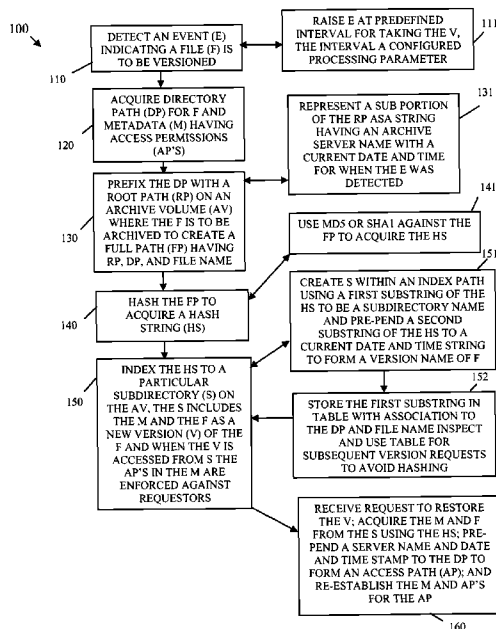 100
DETECT AN EVENT (E)
INDICATING A FILE (F) IS
TO BE VERSIONED
110
RAISE E AT PREDEFINED
INTERVAL FOR TAKING THE V,
THE INTERVAL A CONFIGURED
PROCESSING PARAMETER
111
ACQUIRE DIRECTORY
PATH (DP) FOR F AND
METADATA (M) HAVING
ACCESS PERMISSIONS (AP'S)
120
REPRESENT A SUB PORTION
OF THE RP ASA STRING
HAVING AN ARCHIVE
SERVER NAME WITH A
CURRENT DATE AND TIME
FOR WHEN THE E WAS
DETECTED
131
PREFIX THE DP WITH A
ROOT PATH (RP) ON AN
ARCHIVE VOLUME (AV)
WHERE THE F IS TO BE
ARCHIVED TO CREATE A
FULL PATH (FP) HAVING
RP, DP, AND FILE NAME
130
USE MD5 OR SHA1 AGAINST THE
FP TO ACQUIRE THE HS
141
HASH THE FP TO
ACQUIRE A HASH
STRING (HS)
140
CREATE S WITHIN AN INDEX PATH
USING A FIRST SUBSTRING OF THE
HS TO BE A SUBDIRECTORY NAME
AND PRE-PEND A SECOND
SUBSTRING OF THE HS TO A
CURRENT DATE AND TIME STRING
TO FORM A VERSION NAME OF F
151
INDEX THE HS TO A
PARTICULAR
SUBDIRECTORY (S) ON
THE AV, THE S INCLUDES
THE M AND THE F AS A
NEW VERSION (V) OF THE
F AND WHEN THE V IS
ACCESSED FROM S THE
AP'S IN THE M ARE
ENFORCED AGAINST
REQUESTORS
150
STORE THE FIRST SUBSTRING IN
TABLE WITH ASSOCIATION TO
THE DP AND FILE NAME INSPECT
AND USE TABLE FOR
SUBSEQUENT VERSION REQUESTS
TO AVOID HASHING
152
RECEIVE REQUEST TO RESTORE
THE V; ACQUIRE THE M AND F
FROM THE S USING THE HS; PRE-
PEND A SERVER NAME AND DATE
AND TIME STAMP TO THE DP TO
FORM AN ACCESS PATH (AP); AND
RE-ESTABLISH THE M AND AP'S
FOR THE AP
160